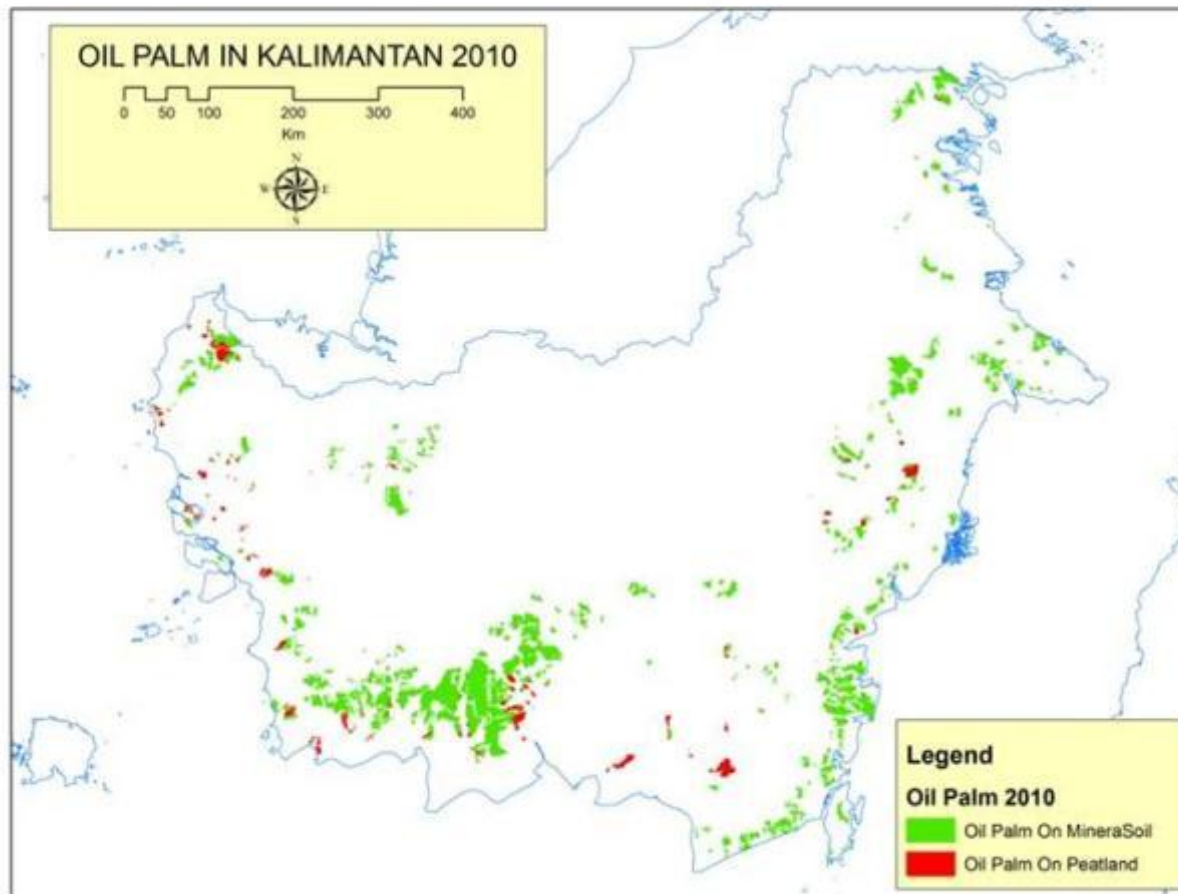 OIL PALM IN KALIMANTAN 2010
0 50 100 200 300 400
Km
N
W E
S
Legend
Oil Palm 2010
Oil Palm On MineraSoil
Oil Palm On Peatland